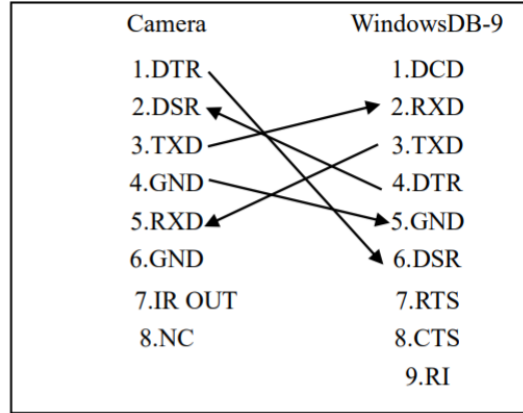 Camera WindowsDB-9
1.DTR 1.DCD
2.DSR 2.RXD
3.TXD 3.TXD
4.GND 4.DTR
5.RXD 5.GND
6.GND 6.DSR
7.IR OUT 7.RTS
8.NC 8.CTS
9.RI